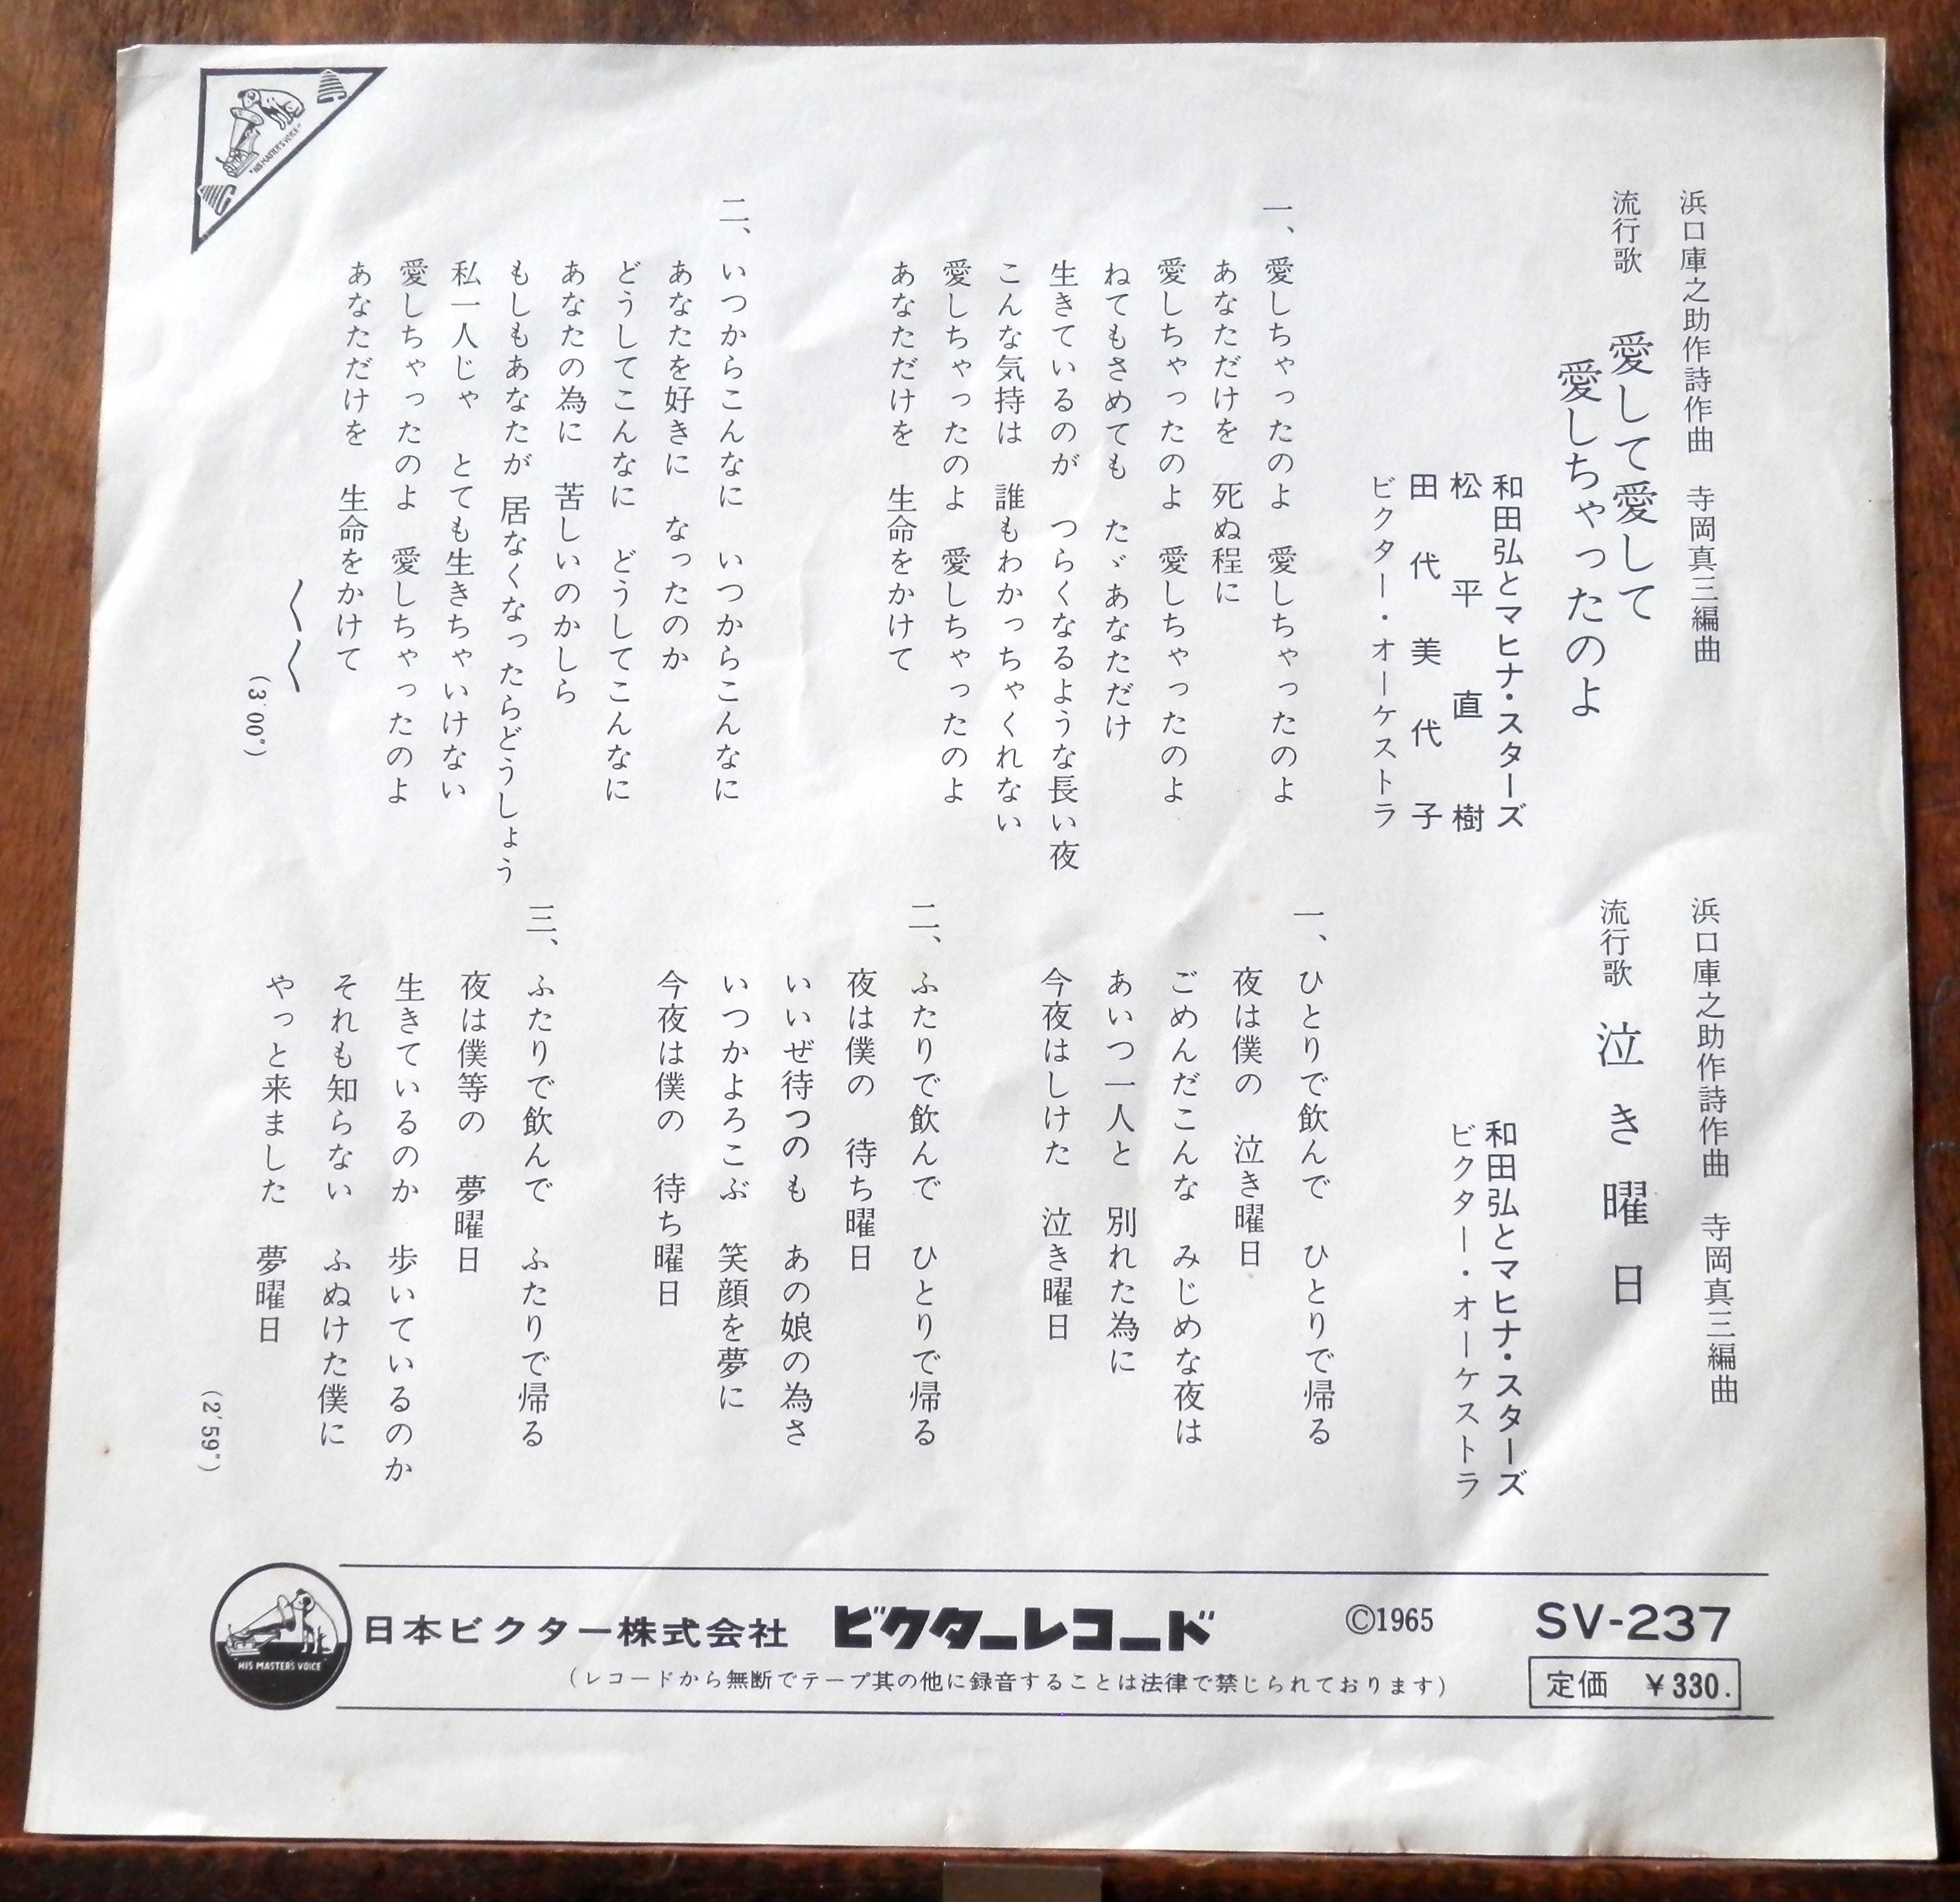 浜口庫之助作詩作曲　寺岡真三編曲
流行歌　愛して愛して
愛しちゃったのよ
和田弘とマヒナ・スターズ
松平直樹
田代美代子
ビクター・オーケストラ
一、愛しちゃったのよ　愛しちゃったのよ
あなただけを　死ぬ程に
愛しちゃったのよ　愛しちゃったのよ
ねてもさめても　たゞあなただけ
生きているのが　つらくなるような長い夜
こんな気持は　誰もわかっちゃくれない
愛しちゃったのよ　愛しちゃったのよ
あなただけを　生命をかけて
二、いつからこんなに　いつからこんなに
あなたを好きに　なったのか
どうしてこんなに　どうしてこんなに
あなたの為に　苦しいのかしら
もしもあなたが　居なくなったらどうしょう
私一人じゃ　とても生きちゃいけない
愛しちゃったのよ　愛しちゃったのよ
あなただけを　生命をかけて
〱〱
(3′00″)
浜口庫之助作詩作曲　寺岡真三編曲
流行歌　泣き曜日
和田弘とマヒナ・スターズ
ビクター・オーケストラ
一、ひとりで飲んで　ひとりで帰る
夜は僕の　泣き曜日
ごめんだこんな　みじめな夜は
あいつ一人と　別れた為に
今夜はしけた　泣き曜日
二、ふたりで飲んで　ひとりで帰る
夜は僕の　待ち曜日
いいぜ待つのも　あの娘の為さ
いつかよろこぶ　笑顔を夢に
今夜は僕の　待ち曜日
三、ふたりで飲んで　ふたりで帰る
夜は僕等の　夢曜日
生きているのか　歩いているのか
それも知らない　ふぬけた僕に
やっと来ました　夢曜日
(2′59″)
"HIS MASTER'S VOICE"
HIS MASTER'S VOICE
日本ビクター株式会社　ビクターレコード　©1965　SV-237
(レコードから無断でテープ其の他に録音することは法律で禁じられております)
定価　￥330.